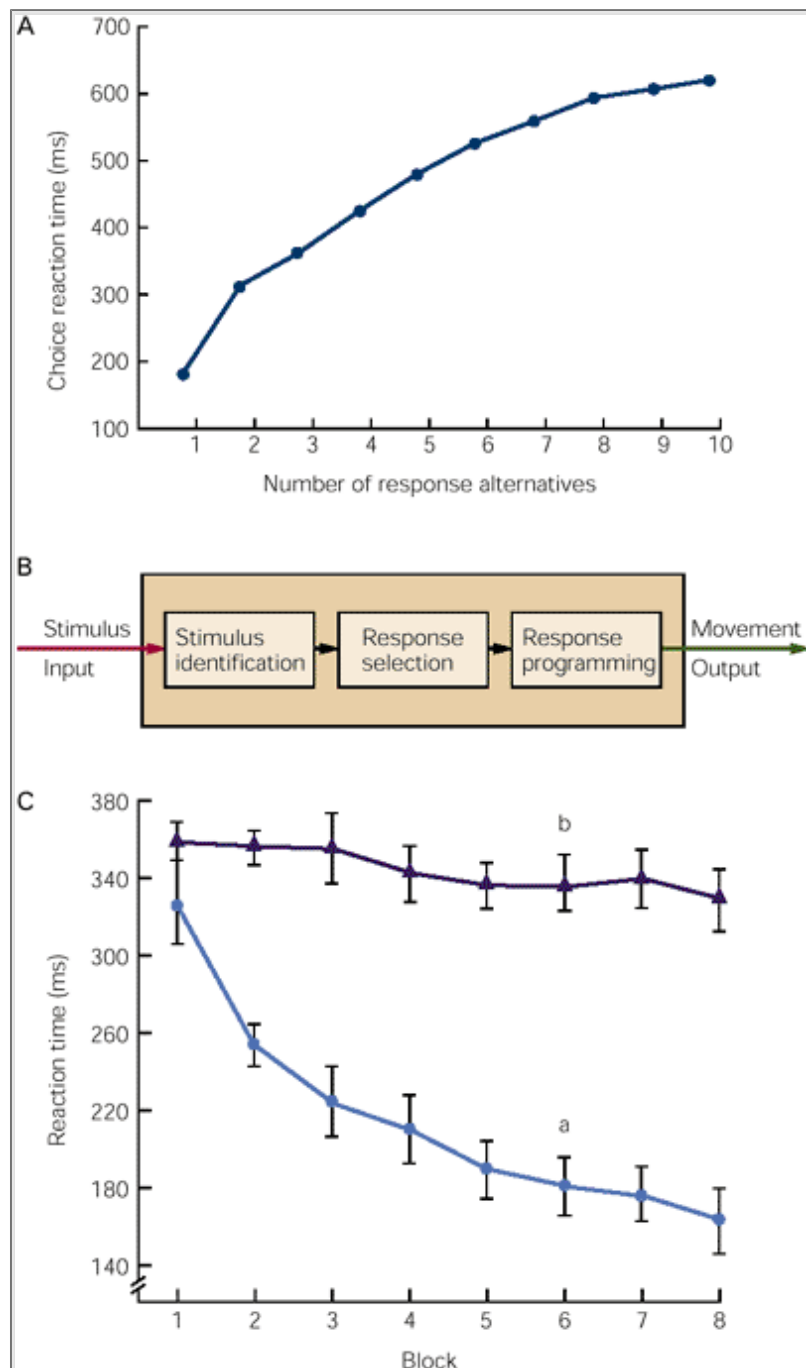 A
700
600
500
400
300
200
100
Choice reaction time (ms)
1 2 3 4 5 6 7 8 9 10
Number of response alternatives
B
Stimulus
Input
Stimulus
identification
Response
selection
Response
programming
Movement
Output
C
380
340
300
260
220
180
140
Reaction time (ms)
b
a
1 2 3 4 5 6 7 8
Block